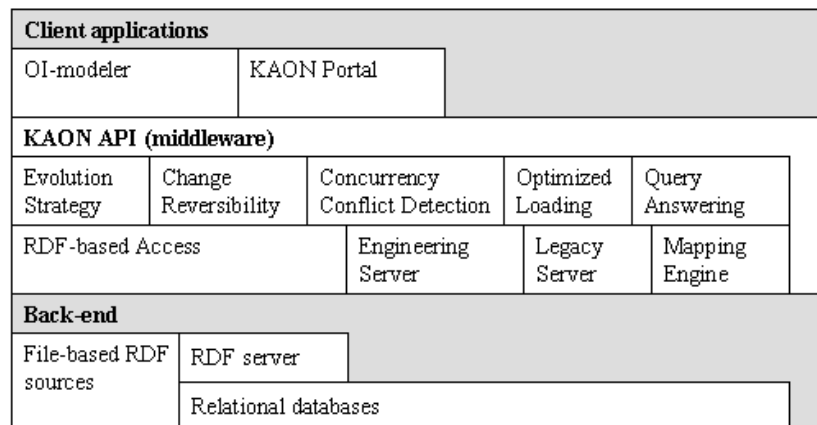 Client applications
OI-modeler
KAON Portal
KAON API (middleware)
Evolution
Strategy
Change
Reversibility
Concurrency
Conflict Detection
Optimized
Loading
Query
Answering
RDF-based Access
Engineering
Server
Legacy
Server
Mapping
Engine
Back-end
File-based RDF
sources
RDF server
Relational databases